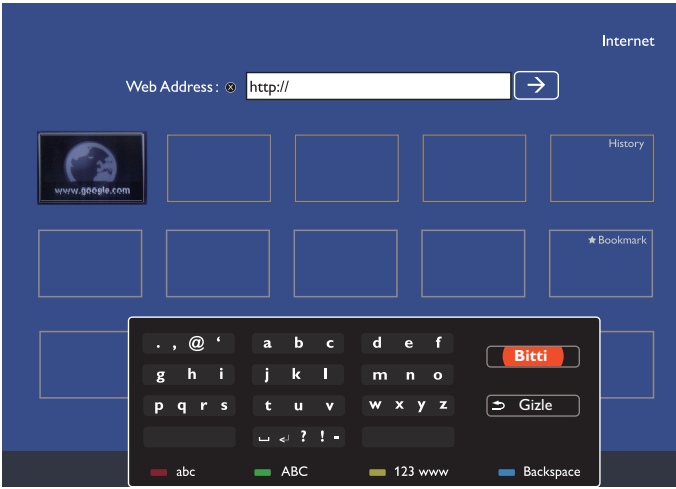 Internet
Web Address : ⓧ http:// →
www.google.com
History
★ Bookmark
. , @ ‘ a b c d e f
Bitti
g h i j k l m n o
p q r s t u v w x y z
Gizle
␣ ↵ ? ! -
abc ABC 123 www Backspace